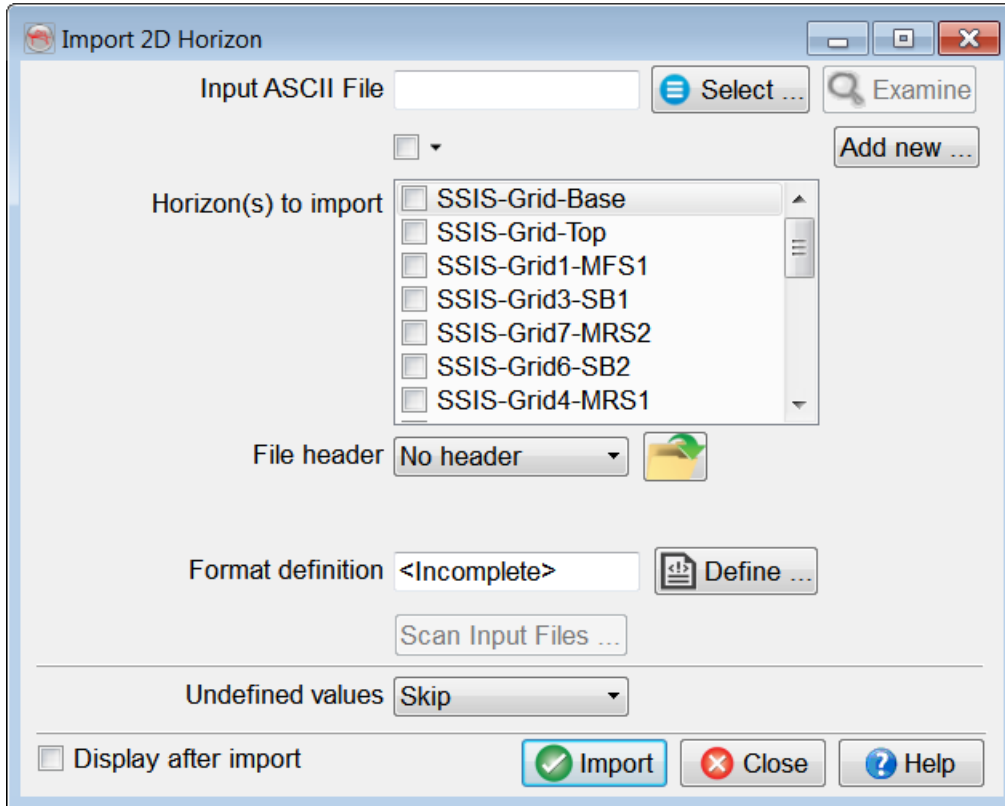 Import 2D Horizon
Input ASCII File Select ... Examine
Add new ...
Horizon(s) to import
SSIS-Grid-Base
SSIS-Grid-Top
SSIS-Grid1-MFS1
SSIS-Grid3-SB1
SSIS-Grid7-MRS2
SSIS-Grid6-SB2
SSIS-Grid4-MRS1
File header No header
Format definition <Incomplete> Define ...
Scan Input Files ...
Undefined values Skip
Display after import Import Close Help